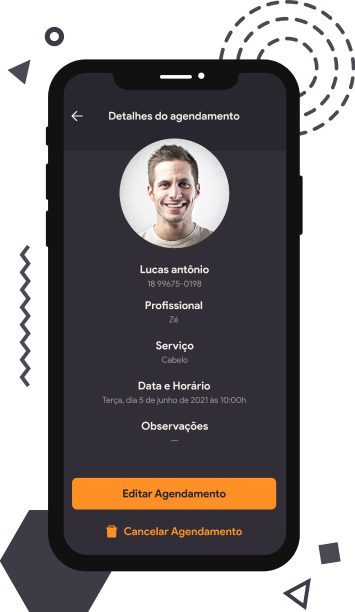 Detalhes do agendamento
Lucas antônio
18 99675-0198
Profissional
Zé
Serviço
Cabelo
Data e Horário
Terça, dia 5 de junho de 2021 às 10:00h
Observações
—
Editar Agendamento
Cancelar Agendamento